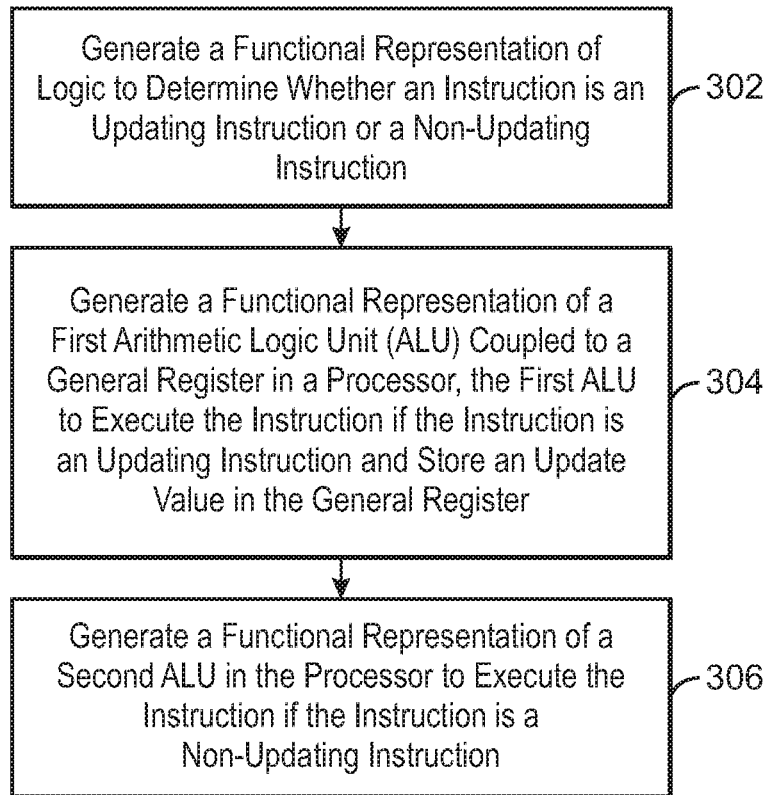 Generate a Functional Representation of
Logic to Determine Whether an Instruction is an
Updating Instruction or a Non-Updating
Instruction
302
Generate a Functional Representation of a
First Arithmetic Logic Unit (ALU) Coupled to a
General Register in a Processor, the First ALU
to Execute the Instruction if the Instruction is
an Updating Instruction and Store an Update
Value in the General Register
304
Generate a Functional Representation of a
Second ALU in the Processor to Execute the
Instruction if the Instruction is a
Non-Updating Instruction
306